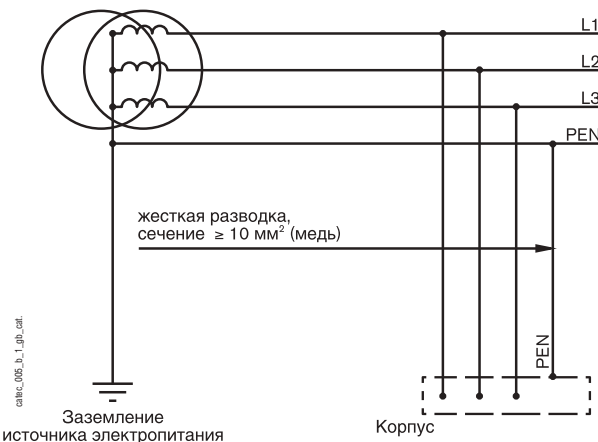 L1
L2
L3
PEN
жесткая разводка,
сечение ≥ 10 мм² (медь)
PEN
catec_005_b_1_gb_cat.
Заземление
источника электропитания
Корпус